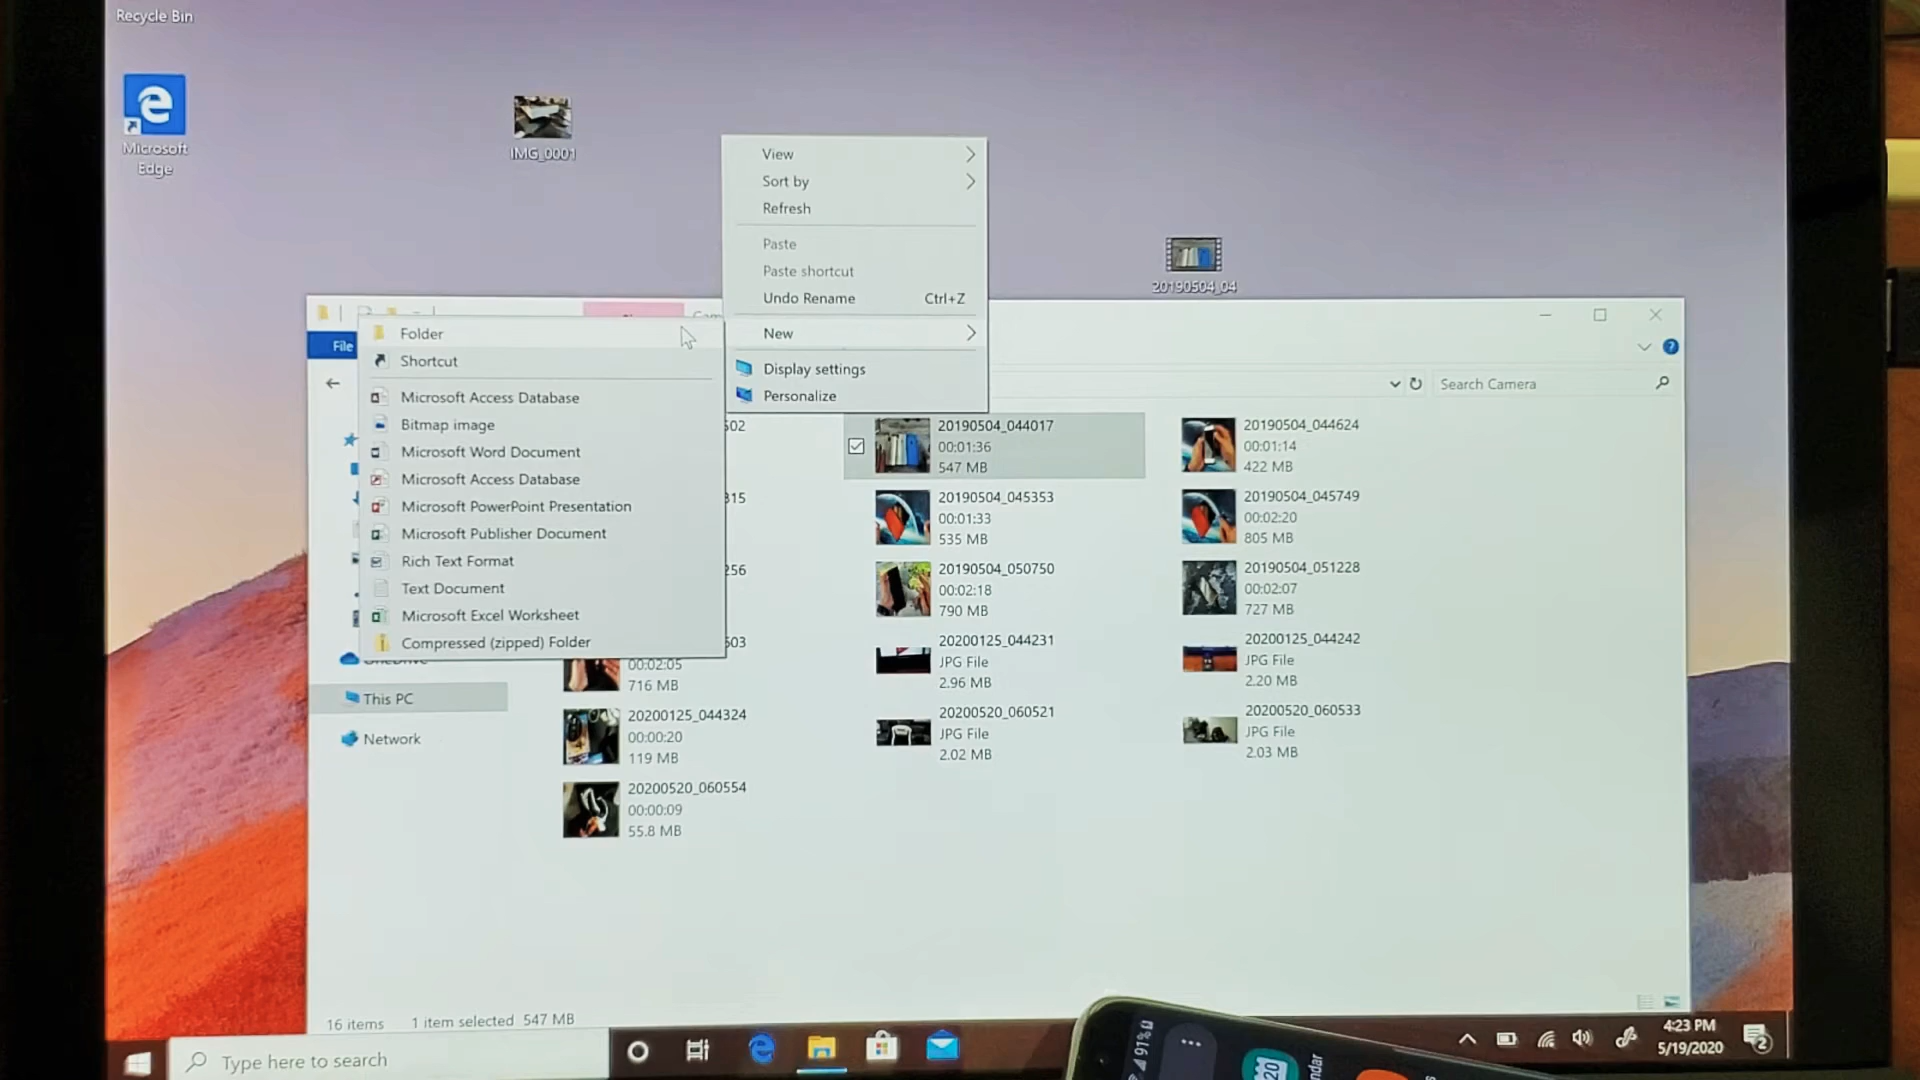 Recycle Bin
Microsoft
Edge
IMG_0001
20190504_04
View
Sort by
Refresh
Paste
Paste shortcut
Undo Rename Ctrl+Z
New
Display settings
Personalize
Folder
Shortcut
Microsoft Access Database
Bitmap image
Microsoft Word Document
Microsoft Access Database
Microsoft PowerPoint Presentation
Microsoft Publisher Document
Rich Text Format
Text Document
Microsoft Excel Worksheet
Compressed (zipped) Folder
File
Search Camera
20190504_044017
00:01:36
547 MB
20190504_044624
00:01:14
422 MB
20190504_045353
00:01:33
535 MB
20190504_045749
00:02:20
805 MB
20190504_050750
00:02:18
790 MB
20190504_051228
00:02:07
727 MB
00:02:05
716 MB
20200125_044231
JPG File
2.96 MB
20200125_044242
JPG File
2.20 MB
20200125_044324
00:00:20
119 MB
20200520_060521
JPG File
2.02 MB
20200520_060533
JPG File
2.03 MB
20200520_060554
00:00:09
55.8 MB
This PC
Network
16 items 1 item selected 547 MB
Type here to search
4:23 PM
5/19/2020
2
91%
20
ndar